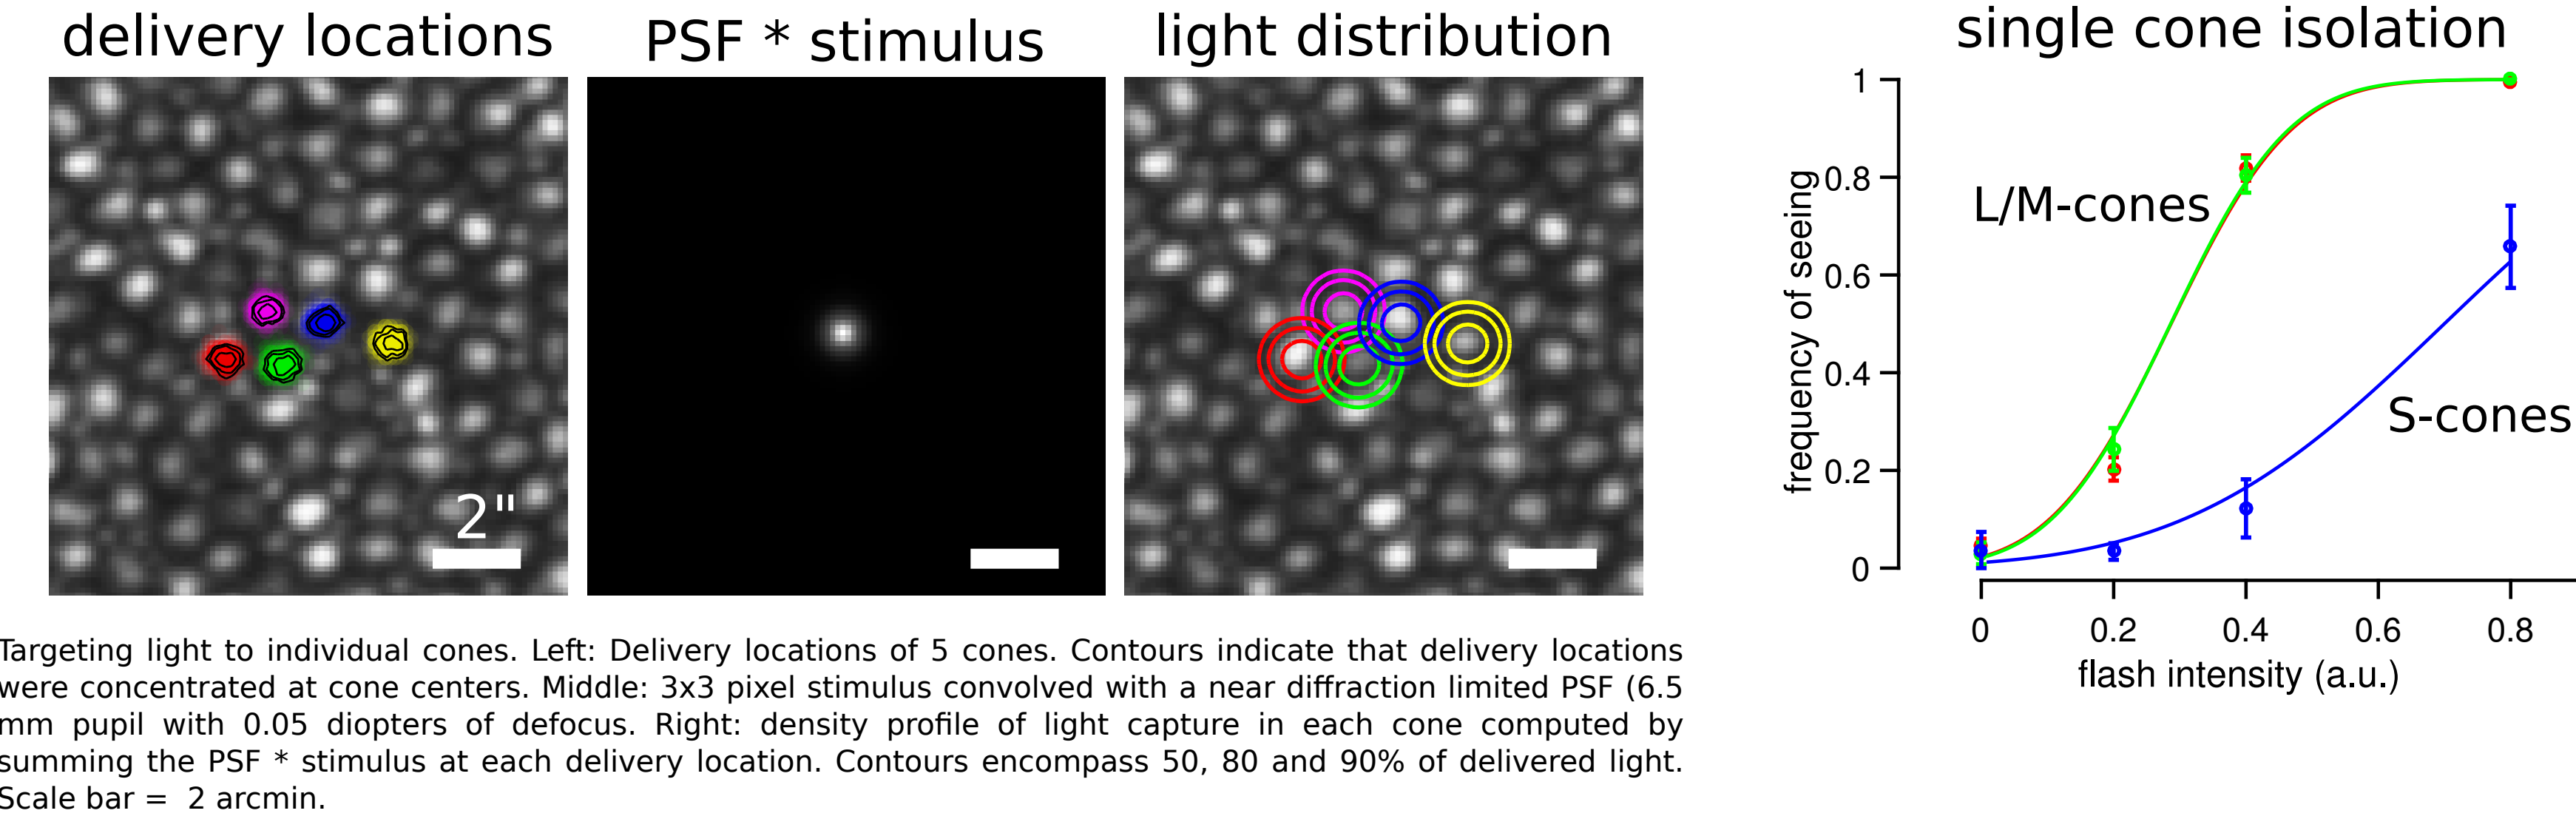 delivery locations
PSF * stimulus
light distribution
single cone isolation
2"
1
0.8
0.6
0.4
0.2
0
frequency of seeing
L/M-cones
S-cones
0 0.2 0.4 0.6 0.8
flash intensity (a.u.)
Targeting light to individual cones. Left: Delivery locations of 5 cones. Contours indicate that delivery locations
were concentrated at cone centers. Middle: 3x3 pixel stimulus convolved with a near diffraction limited PSF (6.5
mm pupil with 0.05 diopters of defocus. Right: density profile of light capture in each cone computed by
summing the PSF * stimulus at each delivery location. Contours encompass 50, 80 and 90% of delivered light.
Scale bar = 2 arcmin.